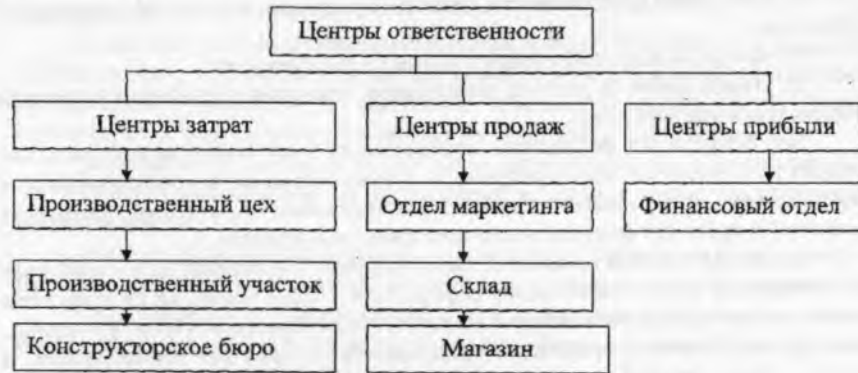 Центры ответственности
Центры затрат
Центры продаж
Центры прибыли
Производственный цех
Отдел маркетинга
Финансовый отдел
Производственный участок
Склад
Конструкторское бюро
Магазин